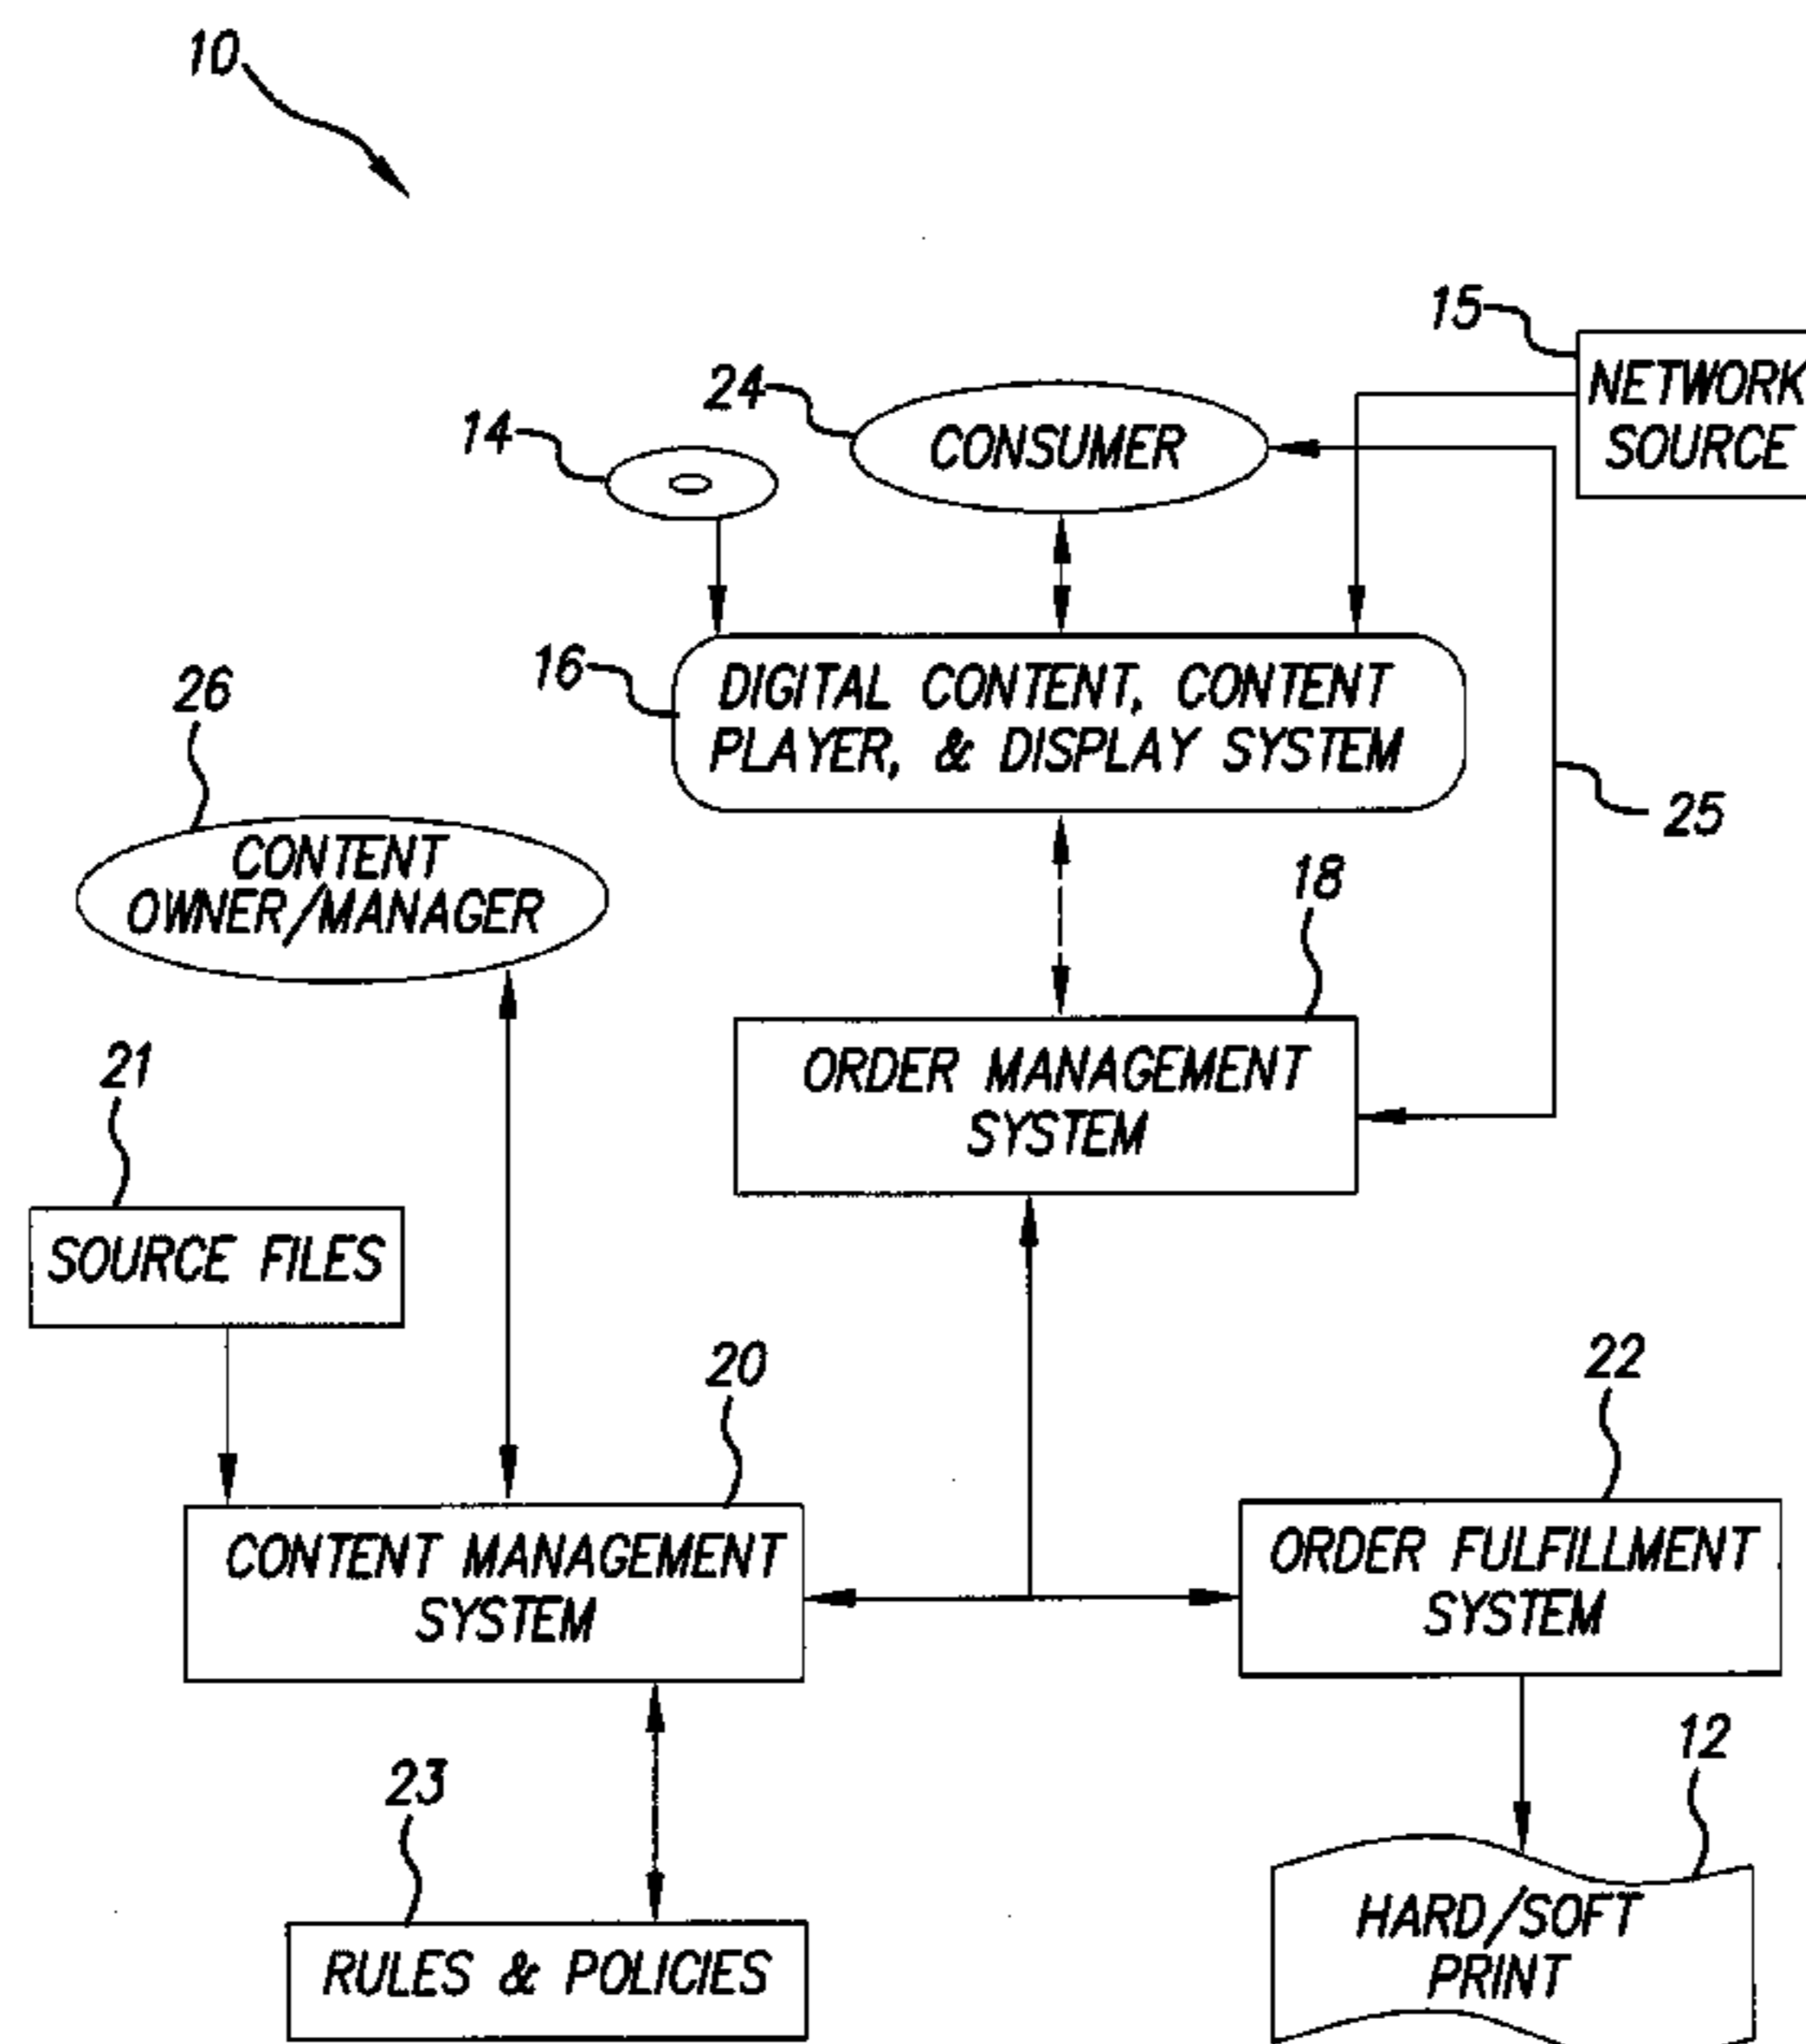 10
15
NETWORK
SOURCE
24
CONSUMER
14
16
DIGITAL CONTENT, CONTENT
PLAYER, & DISPLAY SYSTEM
25
26
CONTENT
OWNER/MANAGER
18
ORDER MANAGEMENT
SYSTEM
21
SOURCE FILES
20
CONTENT MANAGEMENT
SYSTEM
22
ORDER FULFILLMENT
SYSTEM
23
RULES & POLICIES
12
HARD/SOFT
PRINT